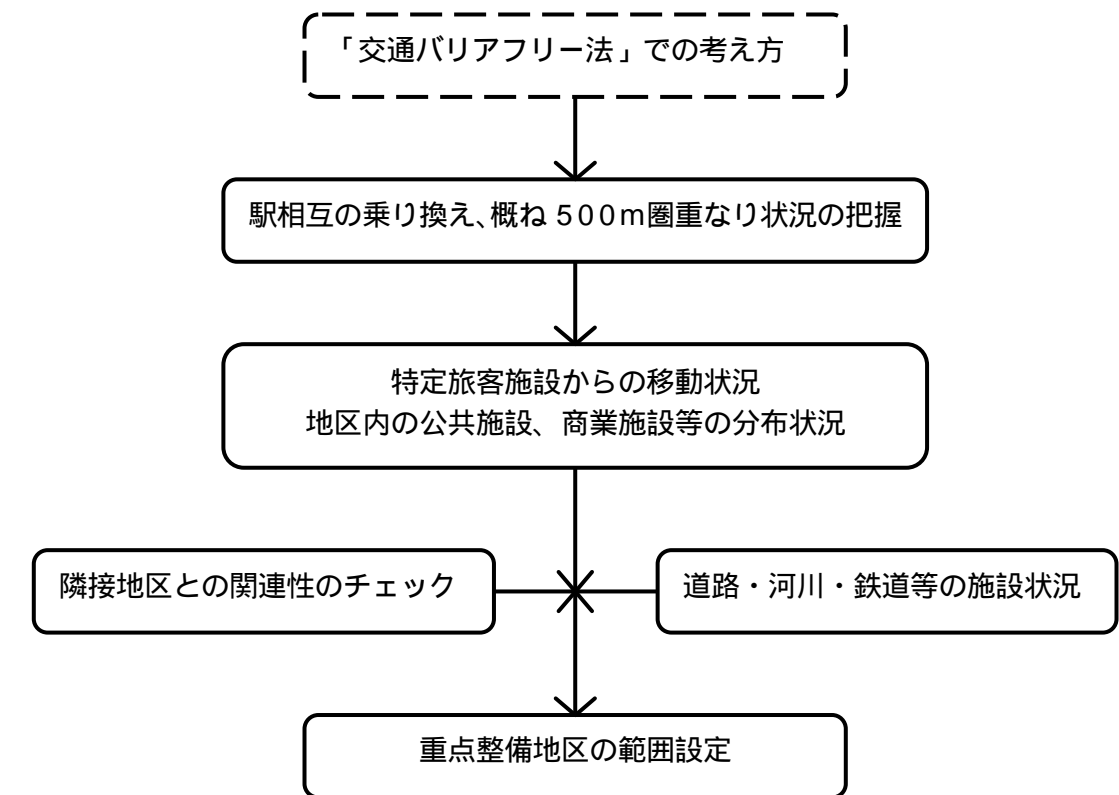 「交通バリアフリー法」での考え方
駅相互の乗り換え、概ね500m圏重なり状況の把握
特定旅客施設からの移動状況
地区内の公共施設、商業施設等の分布状況
隣接地区との関連性のチェック
道路・河川・鉄道等の施設状況
重点整備地区の範囲設定